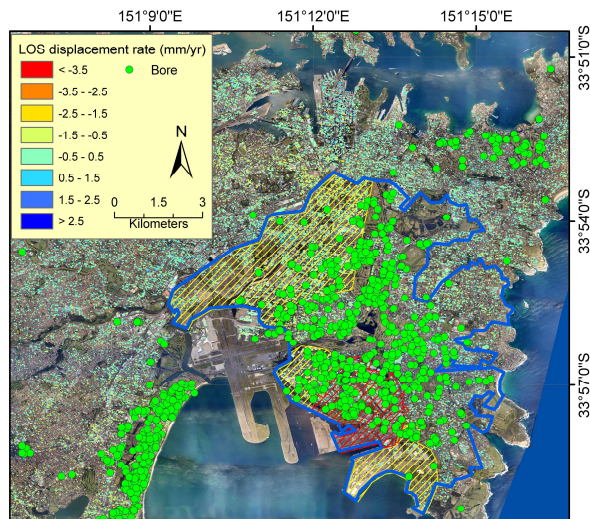 151°9'0"E 151°12'0"E 151°15'0"E
LOS displacement rate (mm/yr)
< -3.5
-3.5 - -2.5
-2.5 - -1.5
-1.5 - -0.5
-0.5 - 0.5
0.5 - 1.5
1.5 - 2.5
> 2.5
Bore
N
0 1.5 3
Kilometers
33°51'0"S
33°54'0"S
33°57'0"S